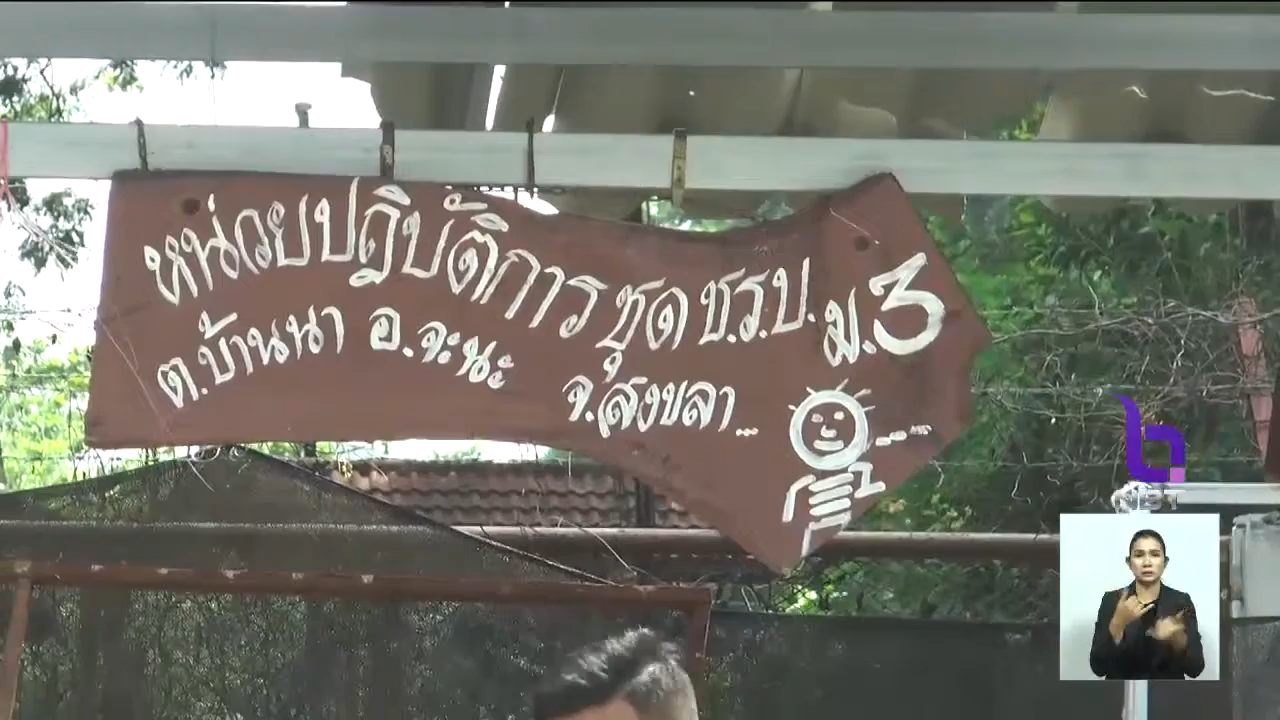 หน่วยปฏิบัติการ ชุด ช.ร.บ. ม.3
ต.บ้านนา อ.จะนะ จ.สงขลา...
NBT